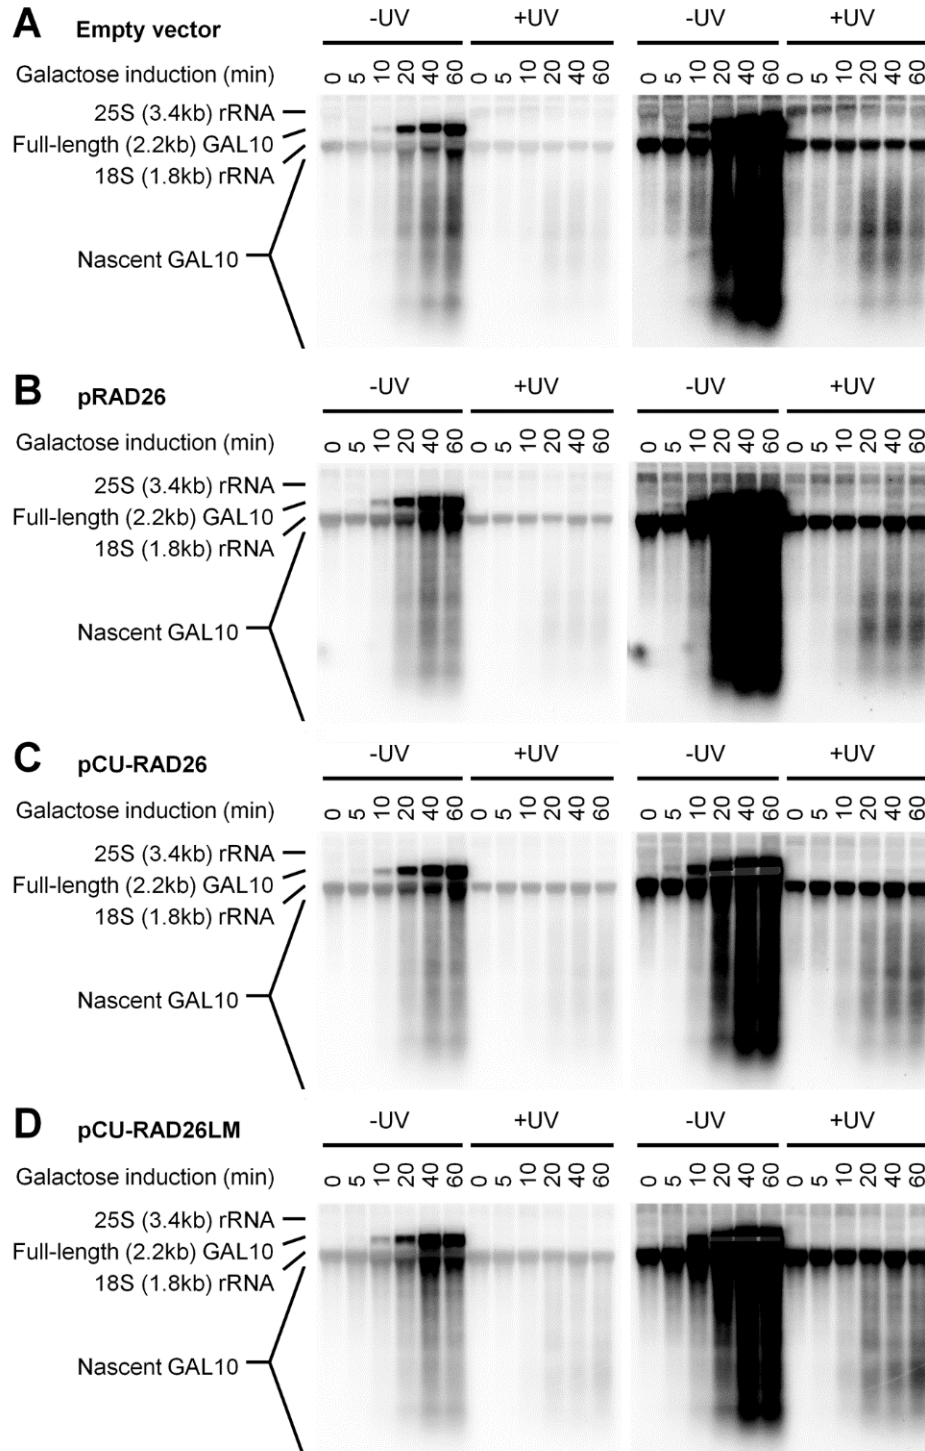 A Empty vector -UV +UV -UV +UV
Galactose induction (min) 0 5 10 20 40 60 0 5 10 20 40 60 0 5 10 20 40 60 0 5 10 20 40 60
25S (3.4kb) rRNA
Full-length (2.2kb) GAL10
18S (1.8kb) rRNA
Nascent GAL10
B pRAD26 -UV +UV -UV +UV
Galactose induction (min) 0 5 10 20 40 60 0 5 10 20 40 60 0 5 10 20 40 60 0 5 10 20 40 60
25S (3.4kb) rRNA
Full-length (2.2kb) GAL10
18S (1.8kb) rRNA
Nascent GAL10
C pCU-RAD26 -UV +UV -UV +UV
Galactose induction (min) 0 5 10 20 40 60 0 5 10 20 40 60 0 5 10 20 40 60 0 5 10 20 40 60
25S (3.4kb) rRNA
Full-length (2.2kb) GAL10
18S (1.8kb) rRNA
Nascent GAL10
D pCU-RAD26LM -UV +UV -UV +UV
Galactose induction (min) 0 5 10 20 40 60 0 5 10 20 40 60 0 5 10 20 40 60 0 5 10 20 40 60
25S (3.4kb) rRNA
Full-length (2.2kb) GAL10
18S (1.8kb) rRNA
Nascent GAL10